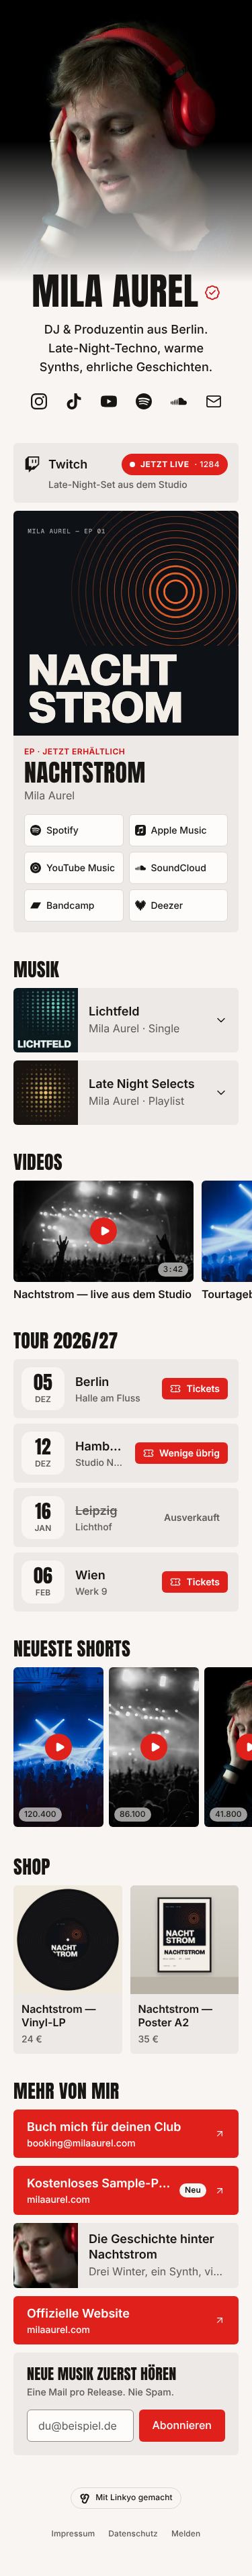 MILA AUREL
DJ & Produzentin aus Berlin.
Late-Night-Techno, warme
Synths, ehrliche Geschichten.
Twitch
JETZT LIVE · 1284
Late-Night-Set aus dem Studio
MILA AUREL — EP 01
NACHT
STROM
EP · JETZT ERHÄLTLICH
NACHTSTROM
Mila Aurel
Spotify
Apple Music
YouTube Music
SoundCloud
Bandcamp
Deezer
MUSIK
LICHTFELD
Lichtfeld
Mila Aurel · Single
Late Night Selects
Mila Aurel · Playlist
VIDEOS
3:42
Nachtstrom — live aus dem Studio
Tourtageb
TOUR 2026/27
05
DEZ
Berlin
Halle am Fluss
Tickets
12
DEZ
Hamb...
Studio N...
Wenige übrig
16
JAN
Leipzig
Lichthof
Ausverkauft
06
FEB
Wien
Werk 9
Tickets
NEUESTE SHORTS
120.400
86.100
41.800
SHOP
NACHT
STROM
NACHT
STROM
NACHTSTROM
Nachtstrom —
Vinyl-LP
24 €
Nachtstrom —
Poster A2
35 €
MEHR VON MIR
Buch mich für deinen Club
booking@milaaurel.com
Kostenloses Sample-P...
milaaurel.com
Neu
Die Geschichte hinter
Nachtstrom
Drei Winter, ein Synth, vi...
Offizielle Website
milaaurel.com
NEUE MUSIK ZUERST HÖREN
Eine Mail pro Release. Nie Spam.
du@beispiel.de
Abonnieren
Mit Linkyo gemacht
Impressum
Datenschutz
Melden